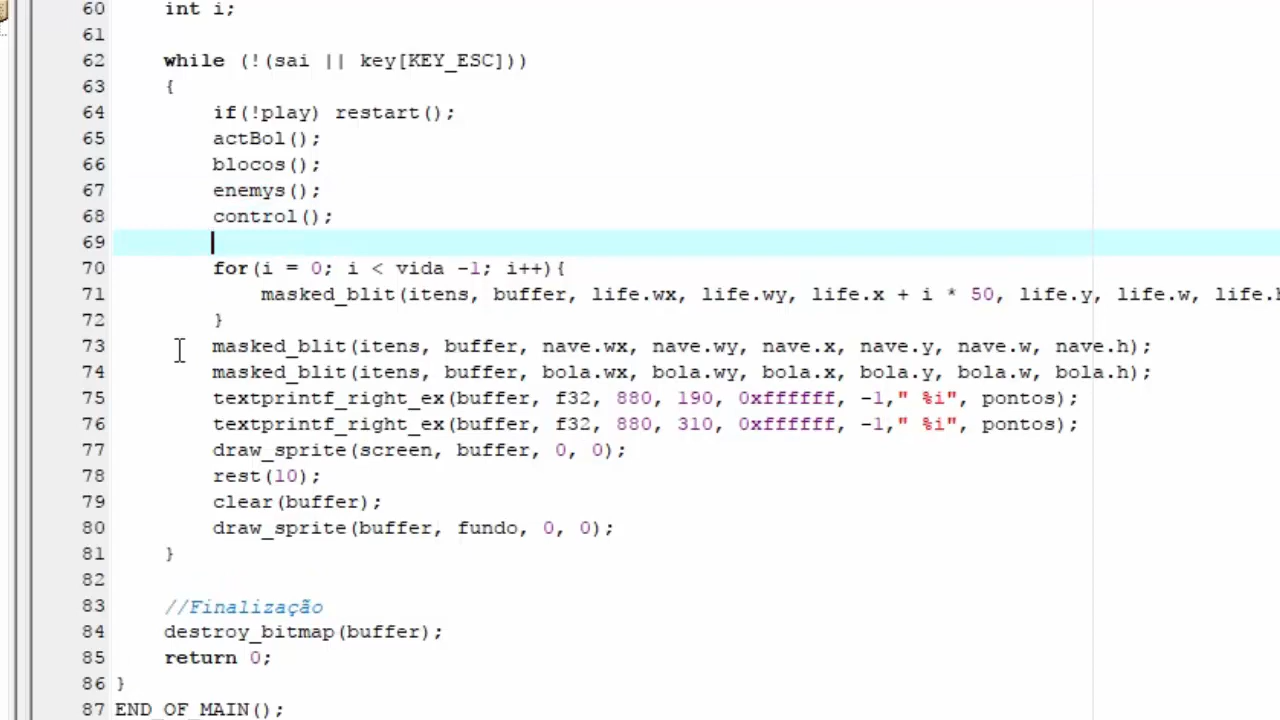 60 int i;
61
62 while (!(sai || key[KEY_ESC]))
63 {
64 if(!play) restart();
65 actBol();
66 blocos();
67 enemys();
68 control();
69
70 for(i = 0; i < vida -1; i++){
71 masked_blit(itens, buffer, life.wx, life.wy, life.x + i * 50, life.y, life.w, life.h
72 }
73 masked_blit(itens, buffer, nave.wx, nave.wy, nave.x, nave.y, nave.w, nave.h);
74 masked_blit(itens, buffer, bola.wx, bola.wy, bola.x, bola.y, bola.w, bola.h);
75 textprintf_right_ex(buffer, f32, 880, 190, 0xffffff, -1," %i", pontos);
76 textprintf_right_ex(buffer, f32, 880, 310, 0xffffff, -1," %i", pontos);
77 draw_sprite(screen, buffer, 0, 0);
78 rest(10);
79 clear(buffer);
80 draw_sprite(buffer, fundo, 0, 0);
81 }
82
83 //Finalização
84 destroy_bitmap(buffer);
85 return 0;
86 }
87 END_OF_MAIN();